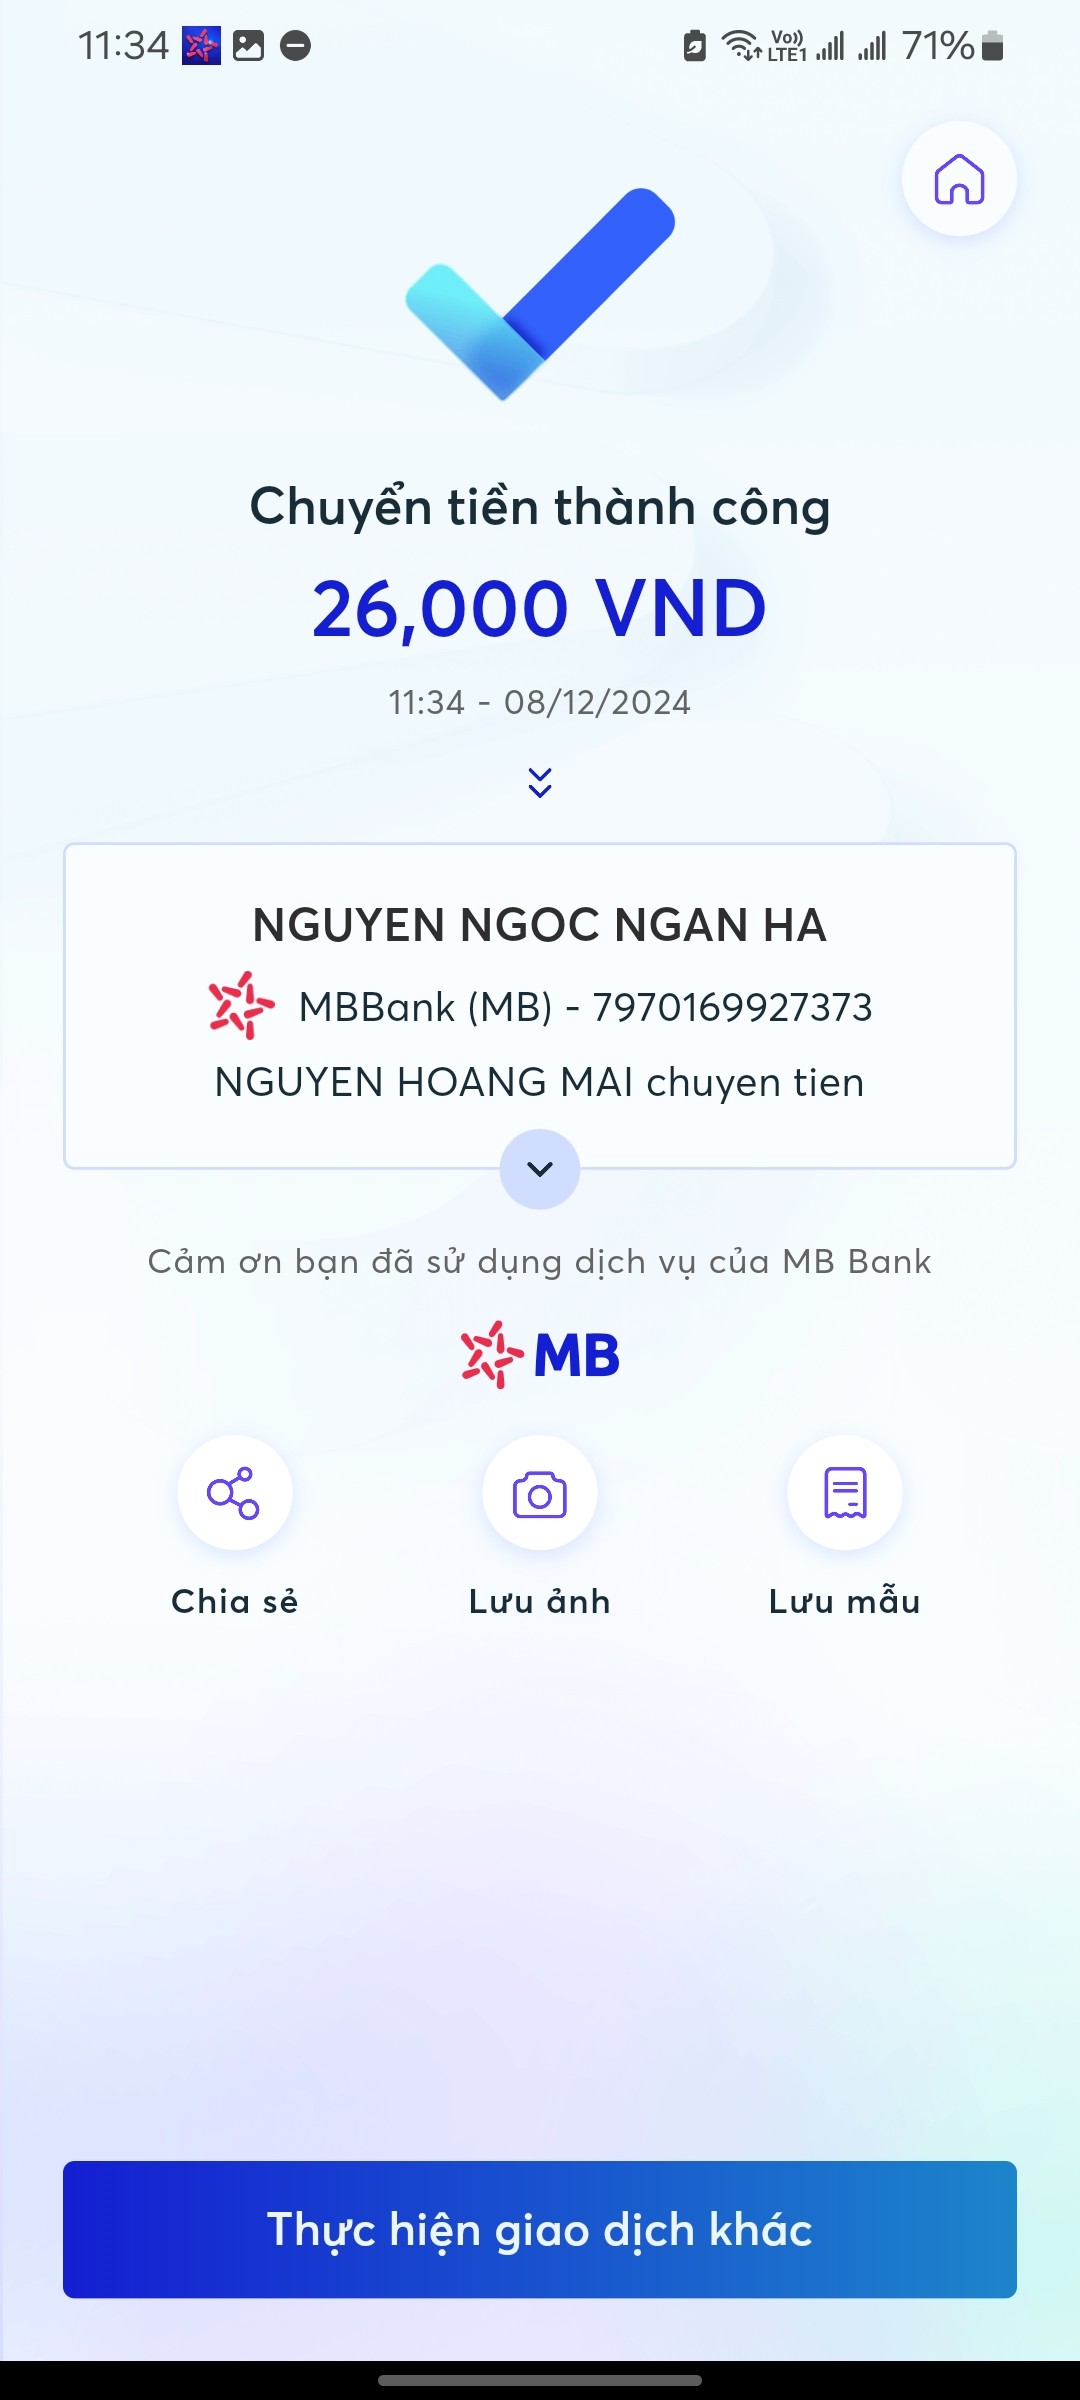 11:34 Vo)) LTE1 71%
Chuyển tiền thành công
26,000 VND
11:34 - 08/12/2024
NGUYEN NGOC NGAN HA
MBBank (MB) - 7970169927373
NGUYEN HOANG MAI chuyen tien
Cảm ơn bạn đã sử dụng dịch vụ của MB Bank
MB
Chia sẻ Lưu ảnh Lưu mẫu
Thực hiện giao dịch khác